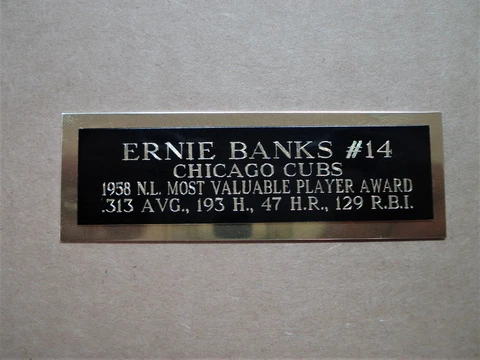 ERNIE BANKS #14
CHICAGO CUBS
1958 N.L. MOST VALUABLE PLAYER AWARD
.313 AVG., 193 H., 47 H.R., 129 R.B.I.